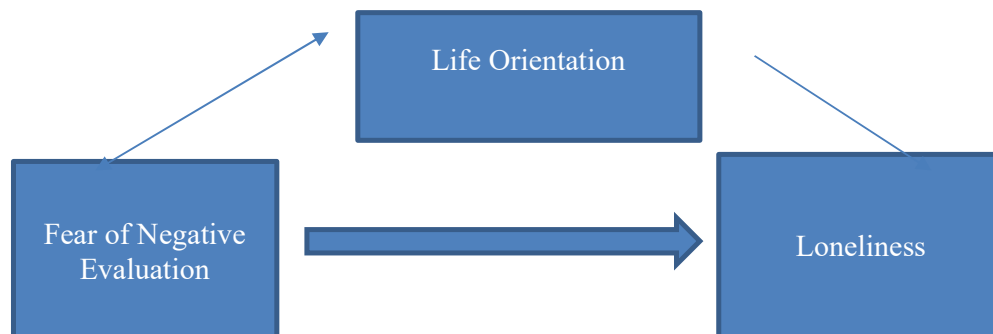 Life Orientation
Fear of Negative
Evaluation
Loneliness